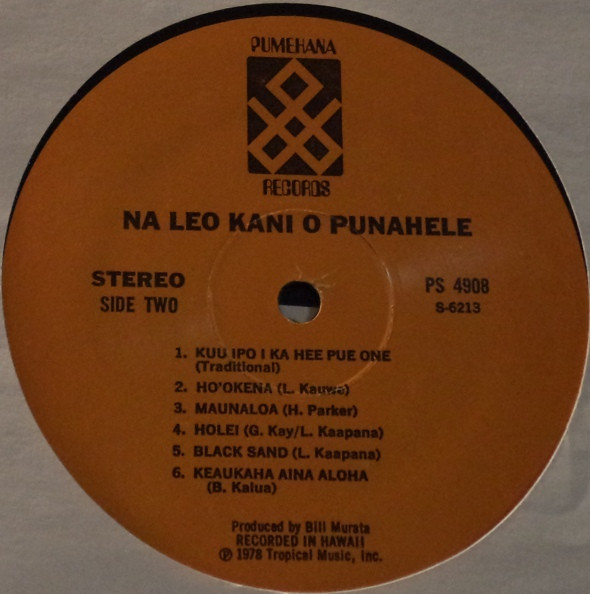 PUMEHANA
RECORDS
NA LEO KANI O PUNAHELE
STEREO
SIDE TWO
PS 4908
S-6213
1. KUU IPO I KA HEE PUE ONE
(Traditional)
2. HO'OKENA (L. Kauwe)
3. MAUNALOA (H. Parker)
4. HOLEI (G. Kay/L. Kaapana)
5. BLACK SAND (L. Kaapana)
6. KEAUKAHA AINA ALOHA
(B. Kalua)
Produced by Bill Murata
RECORDED IN HAWAII
℗ 1978 Tropical Music, Inc.